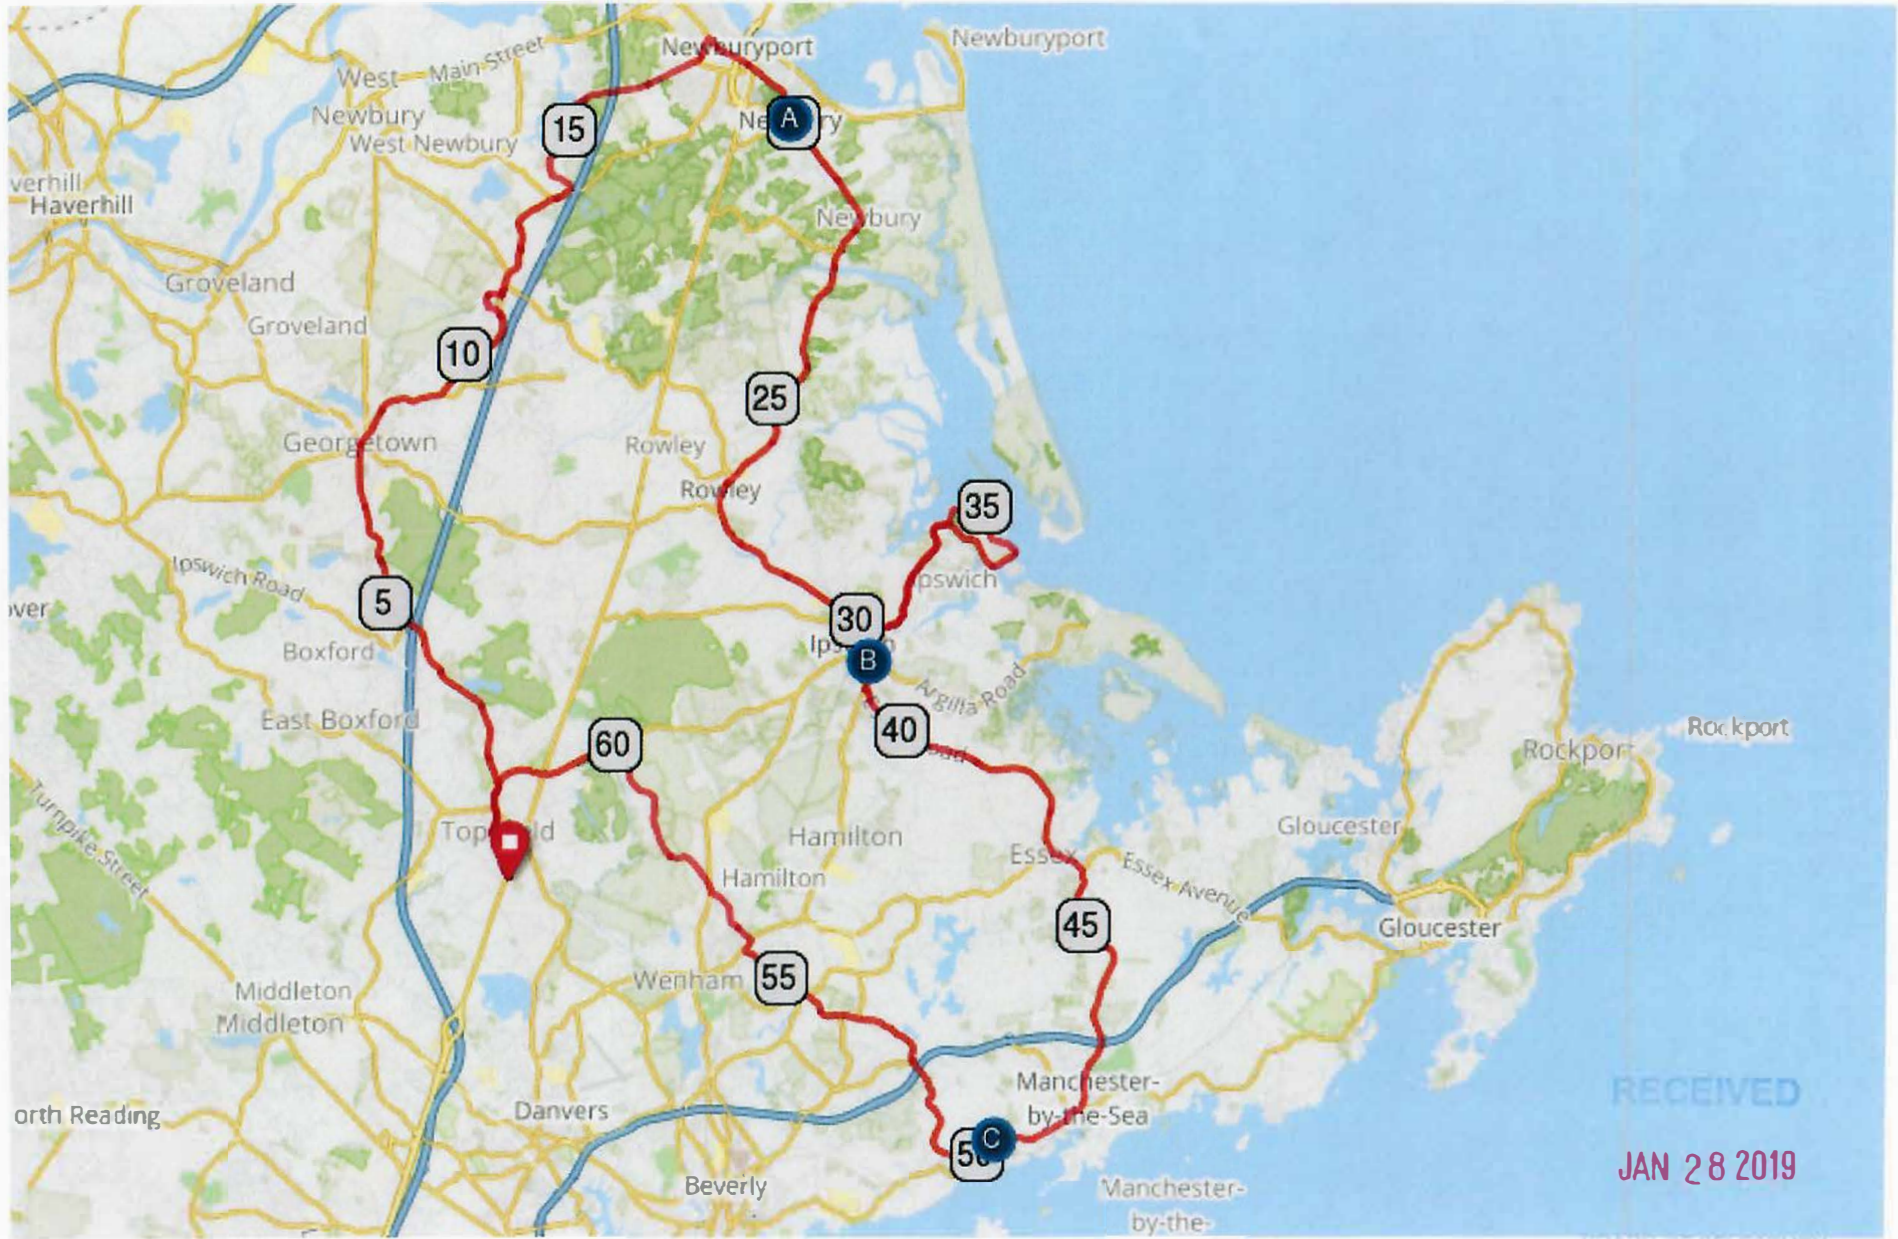 Newburyport
Newburyport
West
Newbury
Main Street
15
A
West Newbury
verhill
Haverhill
Newbury
Groveland
Groveland
10
25
Georgetown
Rowley
Rowley
35
Ipswich Road
pswich
5
over
30
Boxford
B
Argilla Road
East Boxford
40
60
Rockport
Rockport
Turnpike Street
Hamilton
Gloucester
Essex
Essex Avenue
Hamilton
45
Gloucester
Wenham
55
Middleton
Middleton
Manchester-
by-the-Sea
RECEIVED
orth Reading
Danvers
C
JAN 28 2019
Beverly
Manchester-
by-the-